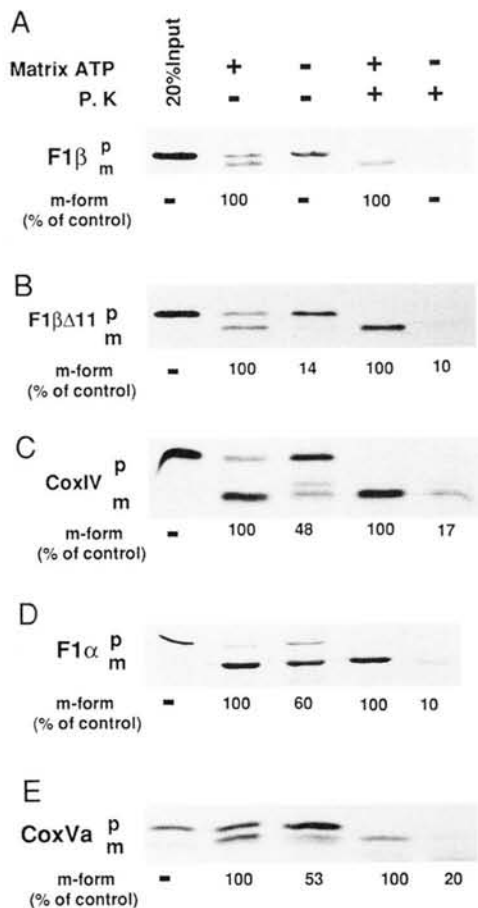 A
20%Input
Matrix ATP + - + -
P. K - - + +
F1β p
m
m-form - 100 - 100 -
(% of control)
B
F1βΔ11 p
m
m-form - 100 14 100 10
(% of control)
C
CoxIV p
m
m-form - 100 48 100 17
(% of control)
D
F1α p
m
m-form - 100 60 100 10
(% of control)
E
CoxVa p
m
m-form - 100 53 100 20
(% of control)